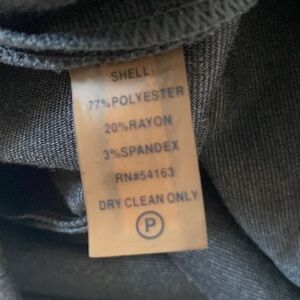 SHELL:
77%POLYESTER
20%RAYON
3%SPANDEX
RN#54163
DRY CLEAN ONLY
P